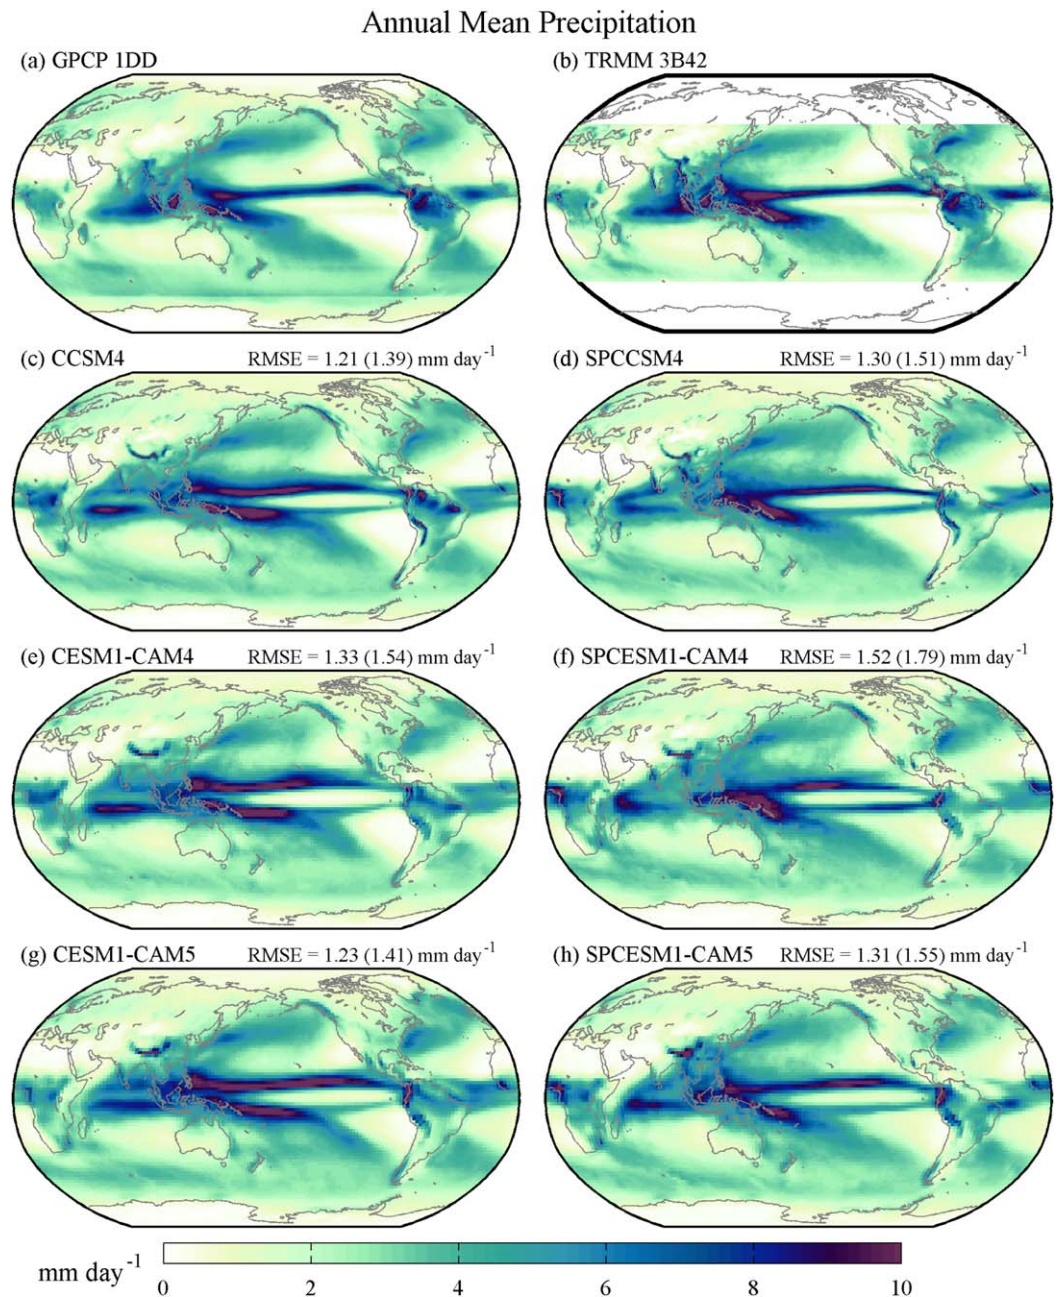 Annual Mean Precipitation
(a) GPCP 1DD
(b) TRMM 3B42
(c) CCSM4 RMSE = 1.21 (1.39) mm day⁻¹
(d) SPCCSM4 RMSE = 1.30 (1.51) mm day⁻¹
(e) CESM1-CAM4 RMSE = 1.33 (1.54) mm day⁻¹
(f) SPCESM1-CAM4 RMSE = 1.52 (1.79) mm day⁻¹
(g) CESM1-CAM5 RMSE = 1.23 (1.41) mm day⁻¹
(h) SPCESM1-CAM5 RMSE = 1.31 (1.55) mm day⁻¹
mm day⁻¹
0 2 4 6 8 10